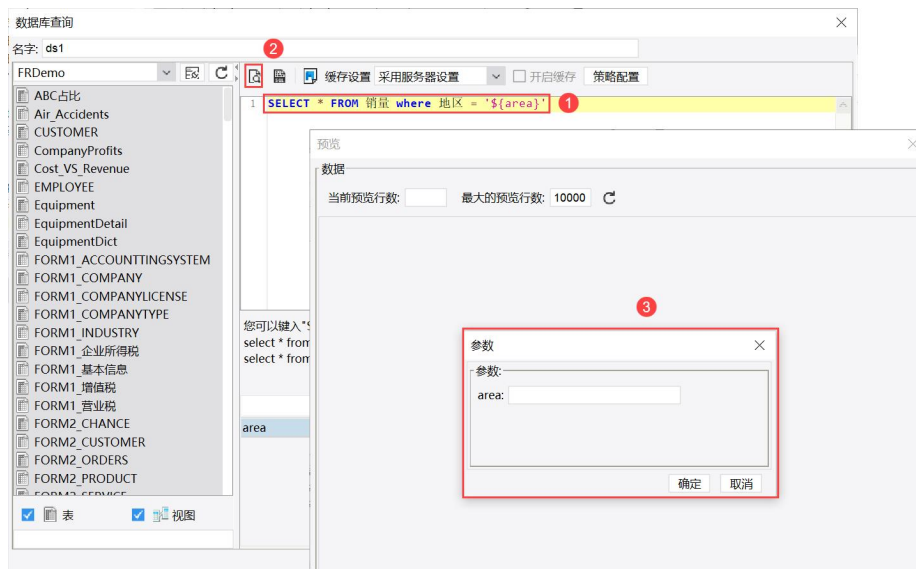 数据库查询
名字: ds1
2
FRDemo
缓存设置 采用服务器设置 开启缓存 策略配置
1 SELECT * FROM 销量 where 地区 = '${area}' 1
ABC占比
Air_Accidents
CUSTOMER
CompanyProfits
Cost_VS_Revenue
EMPLOYEE
Equipment
EquipmentDetail
EquipmentDict
FORM1_ACCOUNTTINGSYSTEM
FORM1_COMPANY
FORM1_COMPANYLICENSE
FORM1_COMPANYTYPE
FORM1_INDUSTRY
FORM1_企业所得税
FORM1_基本信息
FORM1_增值税
FORM1_营业税
FORM2_CHANCE
FORM2_CUSTOMER
FORM2_ORDERS
FORM2_PRODUCT
FORM2_SERVICE
表 视图
您可以键入"S
select * from
select * from
area
预览
数据
当前预览行数: 最大的预览行数: 10000
3
参数
参数:
area:
确定 取消